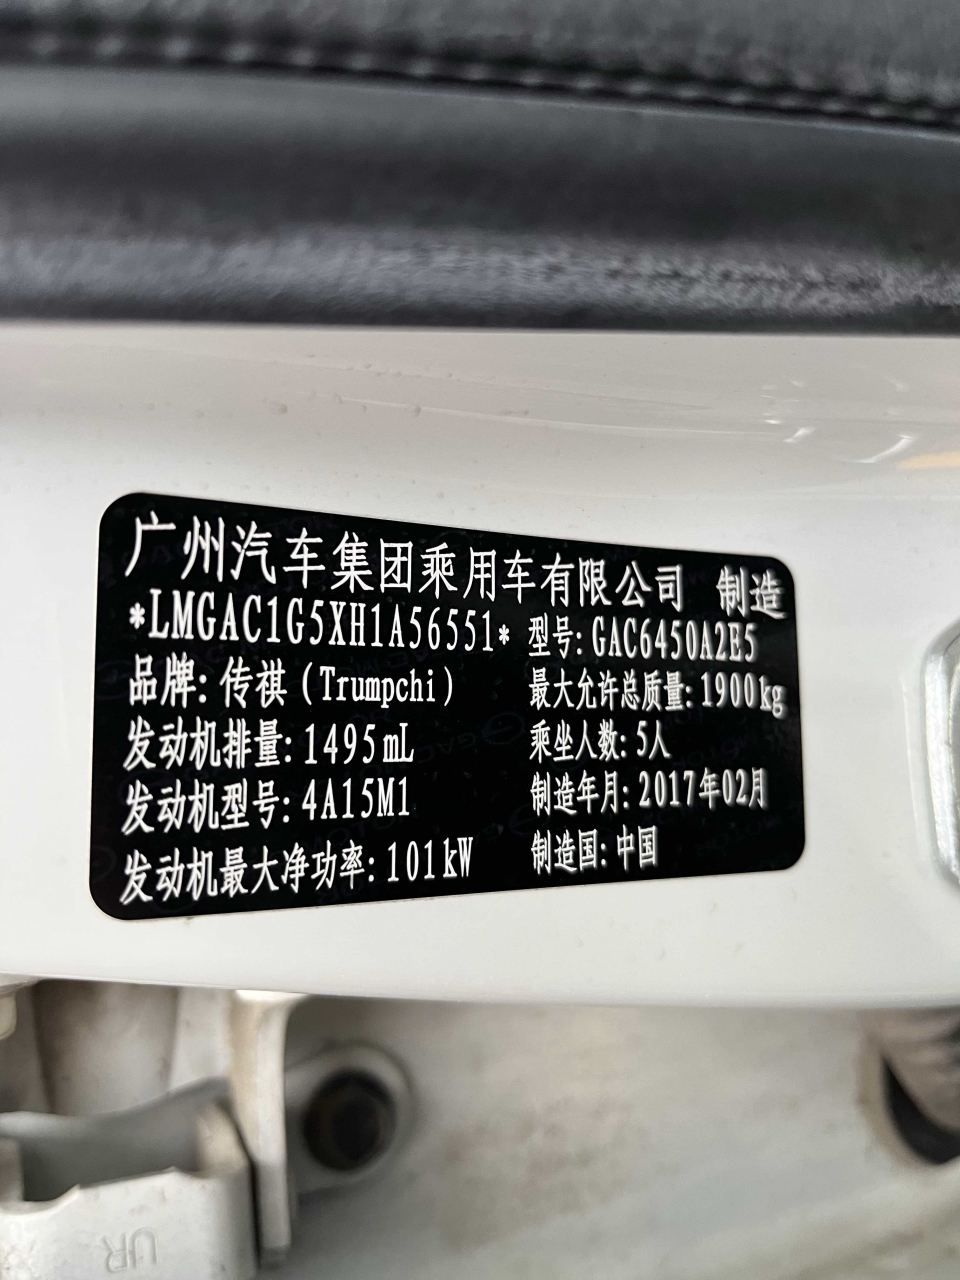 广州汽车集团乘用车有限公司 制造
*LMGAC1G5XH1A56551* 型号: GAC6450A2E5
品牌: 传祺 (Trumpchi) 最大允许总质量: 1900kg
发动机排量: 1495mL 乘坐人数: 5人
发动机型号: 4A15M1 制造年月: 2017年02月
发动机最大净功率: 101kW 制造国: 中国
UR